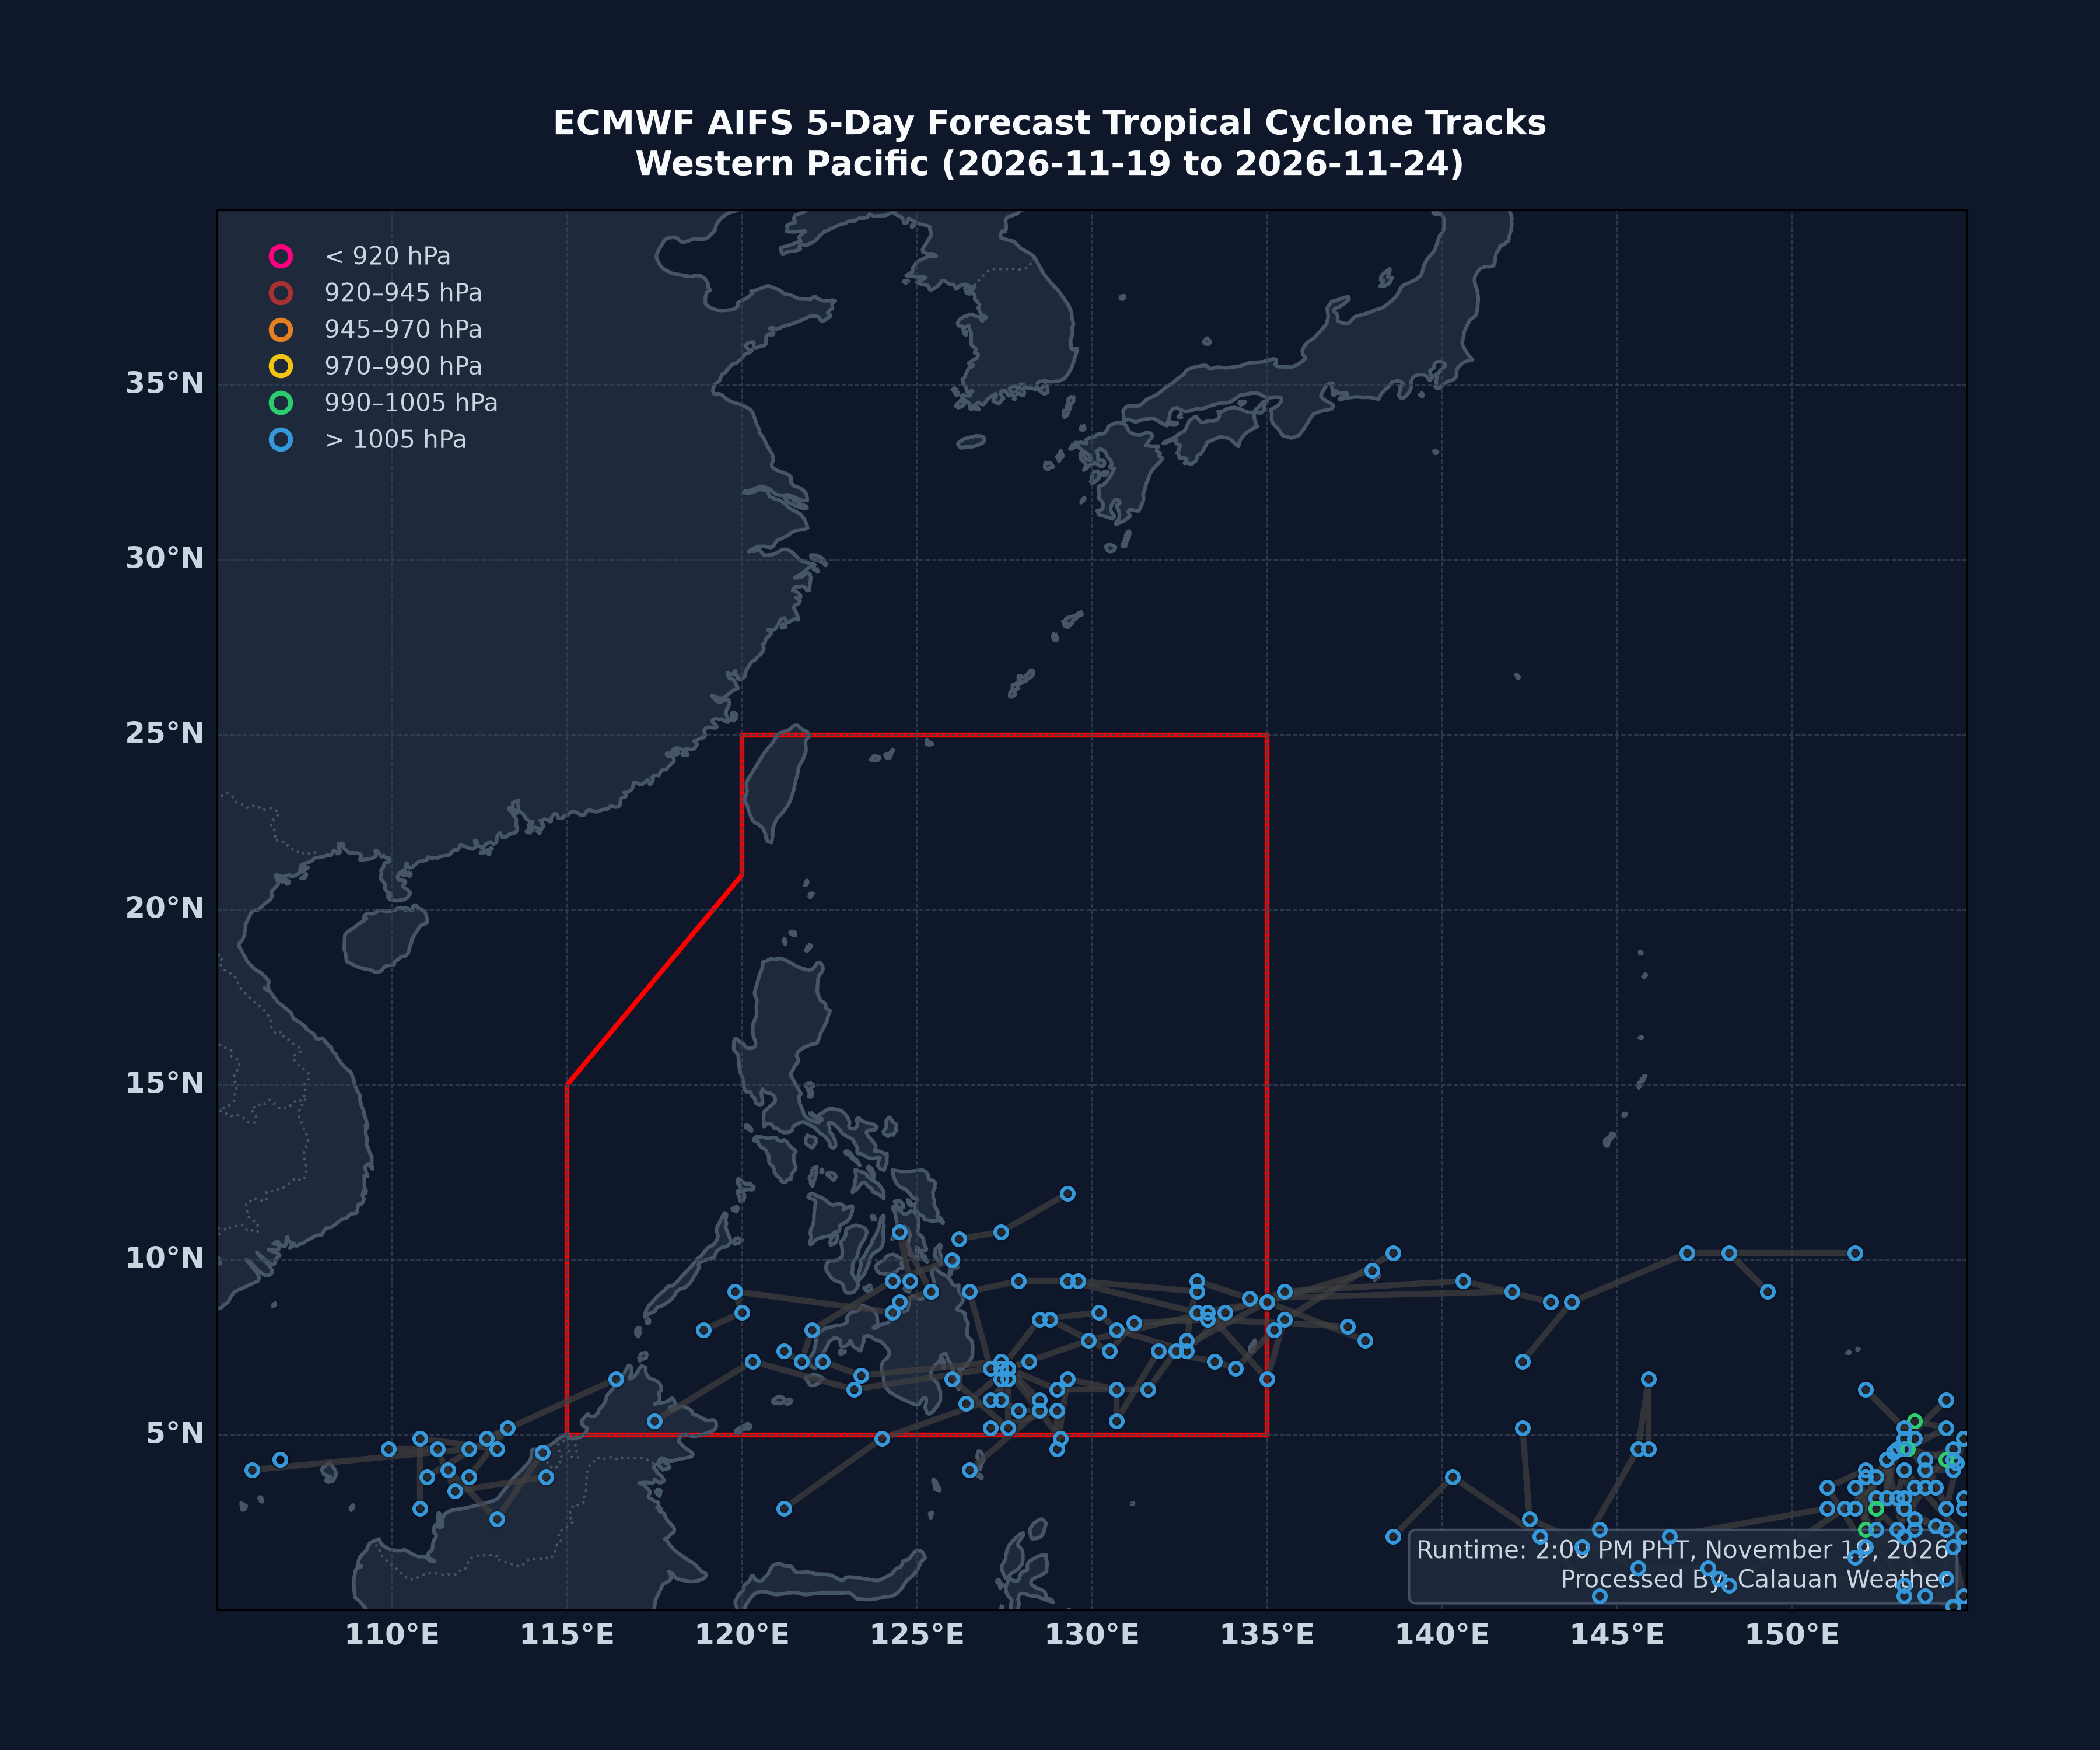 ECMWF AIFS 5-Day Forecast Tropical Cyclone Tracks
Western Pacific (2026-11-19 to 2026-11-24)
< 920 hPa
920–945 hPa
945–970 hPa
970–990 hPa
990–1005 hPa
> 1005 hPa
35°N
30°N
25°N
20°N
15°N
10°N
5°N
Runtime: 2:00 PM PHT, November 19, 2026
Processed By: Calauan Weather
110°E 115°E 120°E 125°E 130°E 135°E 140°E 145°E 150°E